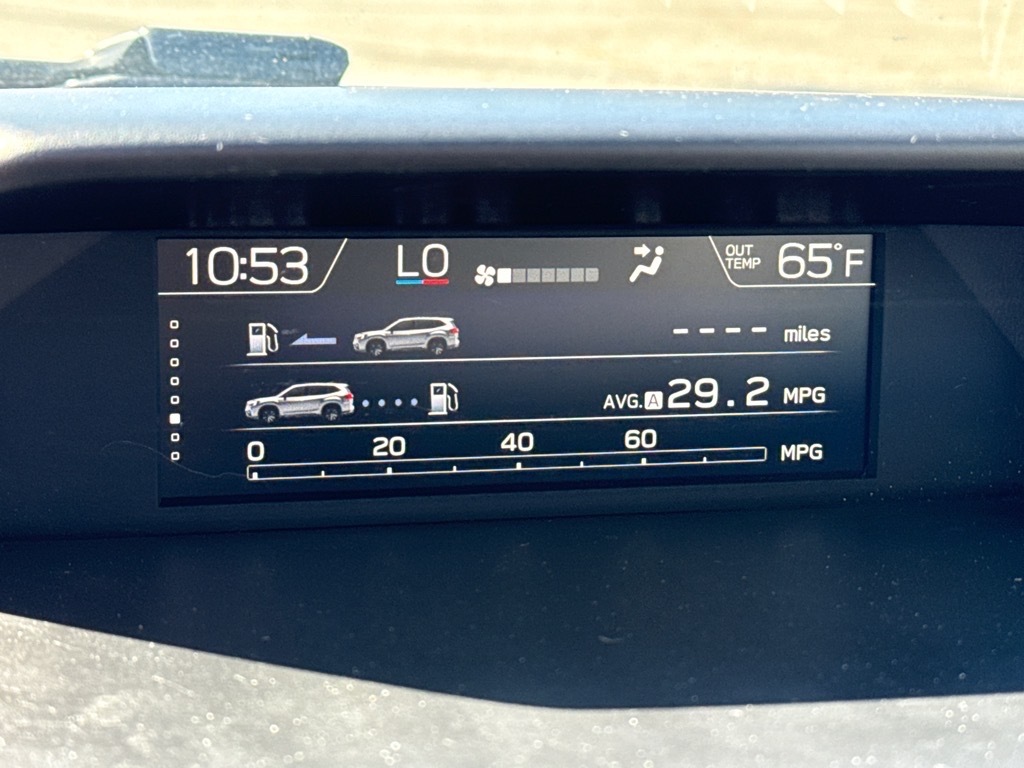 10:53 LO OUT TEMP 65°F
---- miles
AVG. A 29.2 MPG
0 20 40 60
MPG